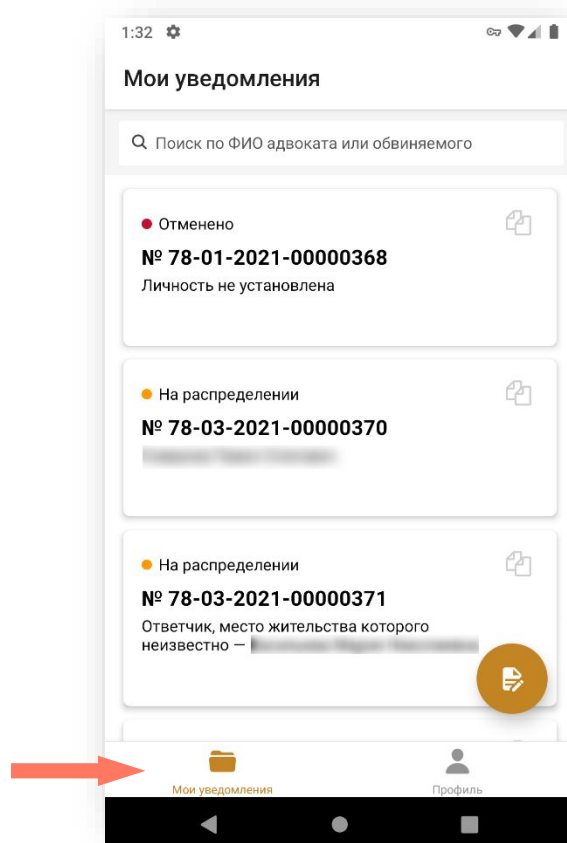 1:32
Мои уведомления
Поиск по ФИО адвоката или обвиняемого
Отменено
№ 78-01-2021-00000368
Личность не установлена
На распределении
№ 78-03-2021-00000370
На распределении
№ 78-03-2021-00000371
Ответчик, место жительства которого
неизвестно —
Мои уведомления
Профиль